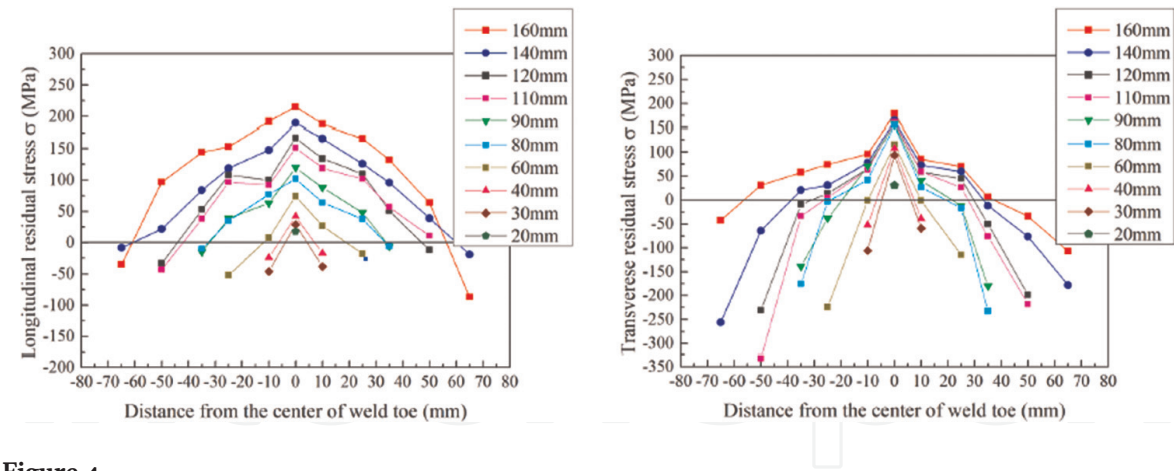 160mm
140mm
120mm
110mm
90mm
80mm
60mm
40mm
30mm
20mm
300
250
200
150
100
50
0
-50
-100
-150
-200
Longitudinal residual stress σ (MPa)
-80 -70 -60 -50 -40 -30 -20 -10 0 10 20 30 40 50 60 70 80
Distance from the center of weld toe (mm)
160mm
140mm
120mm
110mm
90mm
80mm
60mm
40mm
30mm
20mm
300
250
200
150
100
50
0
-50
-100
-150
-200
-250
-300
-350
Transverese residual stress σ (MPa)
-80 -70 -60 -50 -40 -30 -20 -10 0 10 20 30 40 50 60 70 80
Distance from the center of weld toe (mm)